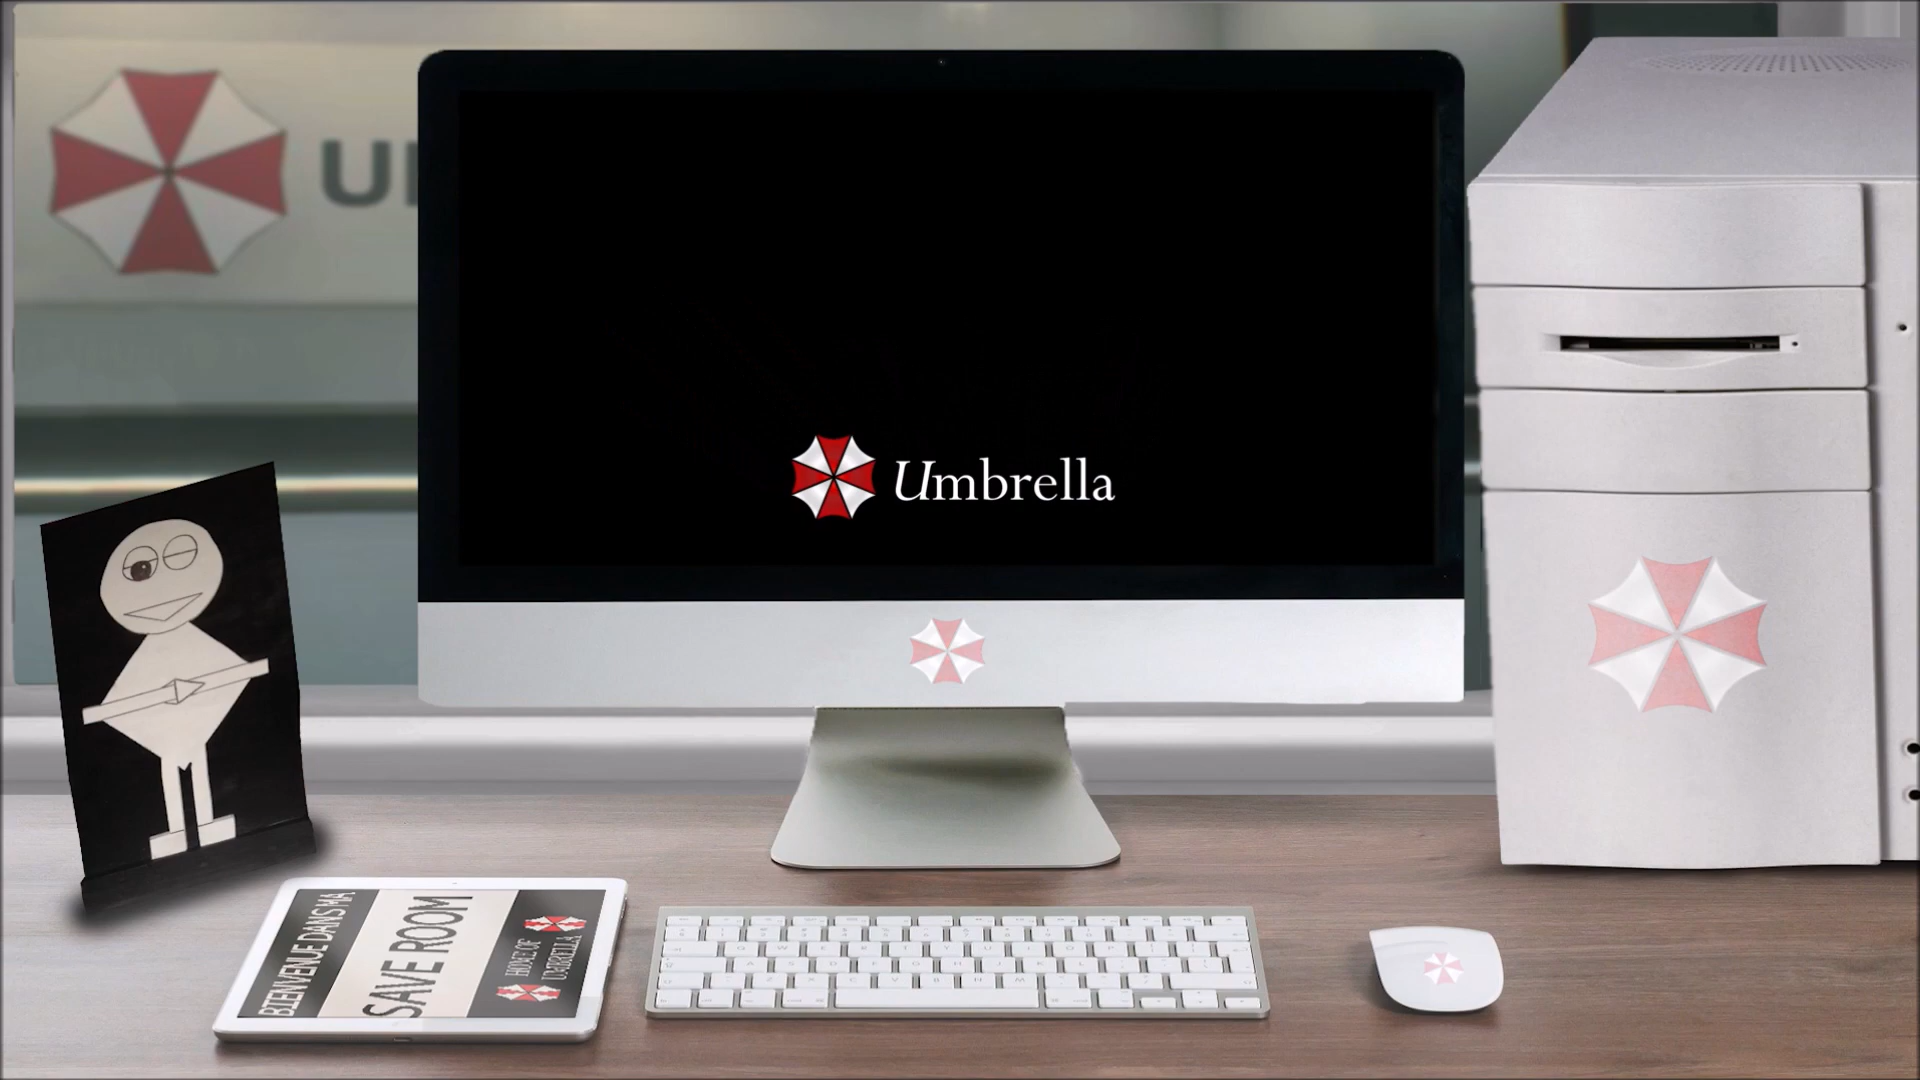 U
Umbrella
BIENVENUE DANS MA
SAVE ROOM
HOME OF
UMBRELLA